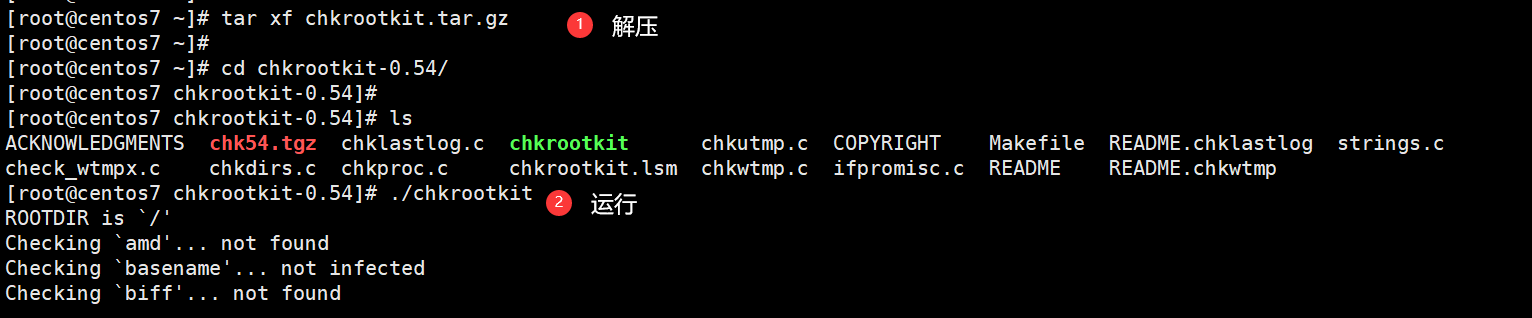 [root@centos7 ~]# tar xf chkrootkit.tar.gz 1 解压
[root@centos7 ~]#
[root@centos7 ~]# cd chkrootkit-0.54/
[root@centos7 chkrootkit-0.54]#
[root@centos7 chkrootkit-0.54]# ls
ACKNOWLEDGMENTS chk54.tgz chklastlog.c chkrootkit chkutmp.c COPYRIGHT Makefile README.chklastlog strings.c
check_wtmpx.c chkdirs.c chkproc.c chkrootkit.lsm chkwtmp.c ifpromisc.c README README.chkwtmp
[root@centos7 chkrootkit-0.54]# ./chkrootkit 2 运行
ROOTDIR is `/'
Checking `amd'... not found
Checking `basename'... not infected
Checking `biff'... not found